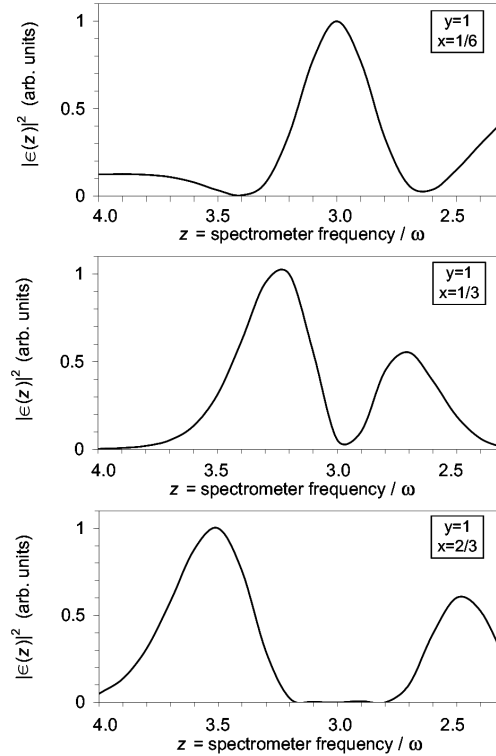 |ϵ(z)|² (arb. units)
1
0.5
0
y=1
x=1/6
4.0 3.5 3.0 2.5
z = spectrometer frequency / ω
|ϵ(z)|² (arb. units)
1
0.5
0
y=1
x=1/3
4.0 3.5 3.0 2.5
z = spectrometer frequency / ω
|ϵ(z)|² (arb. units)
1
0.5
0
y=1
x=2/3
4.0 3.5 3.0 2.5
z = spectrometer frequency / ω